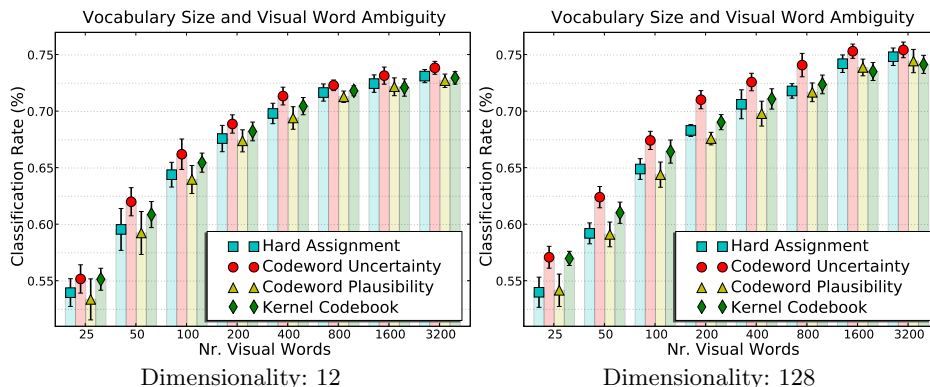 Vocabulary Size and Visual Word Ambiguity
Classification Rate (%)
0.75
0.70
0.65
0.60
0.55
Hard Assignment
Codeword Uncertainty
Codeword Plausibility
Kernel Codebook
25 50 100 200 400 800 1600 3200
Nr. Visual Words
Dimensionality: 12
Vocabulary Size and Visual Word Ambiguity
Classification Rate (%)
0.75
0.70
0.65
0.60
0.55
Hard Assignment
Codeword Uncertainty
Codeword Plausibility
Kernel Codebook
25 50 100 200 400 800 1600 3200
Nr. Visual Words
Dimensionality: 128